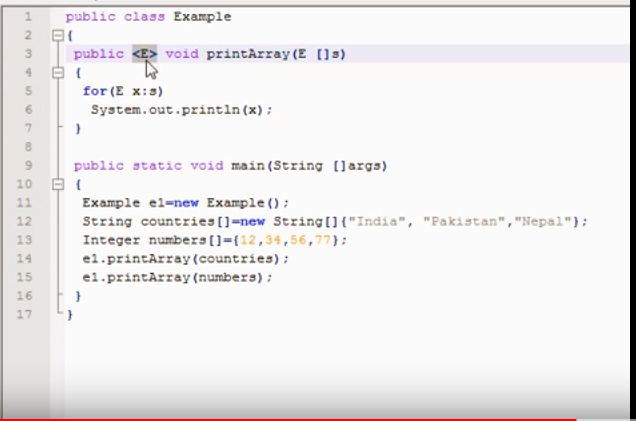 1 public class Example
2 {
3 public <E> void printArray(E []s)
4 {
5 for(E x:s)
6 System.out.println(x);
7 }
8
9 public static void main(String []args)
10 {
11 Example e1=new Example();
12 String countries[]=new String[]{"India", "Pakistan","Nepal"};
13 Integer numbers[]={12,34,56,77};
14 e1.printArray(countries);
15 e1.printArray(numbers);
16 }
17 }